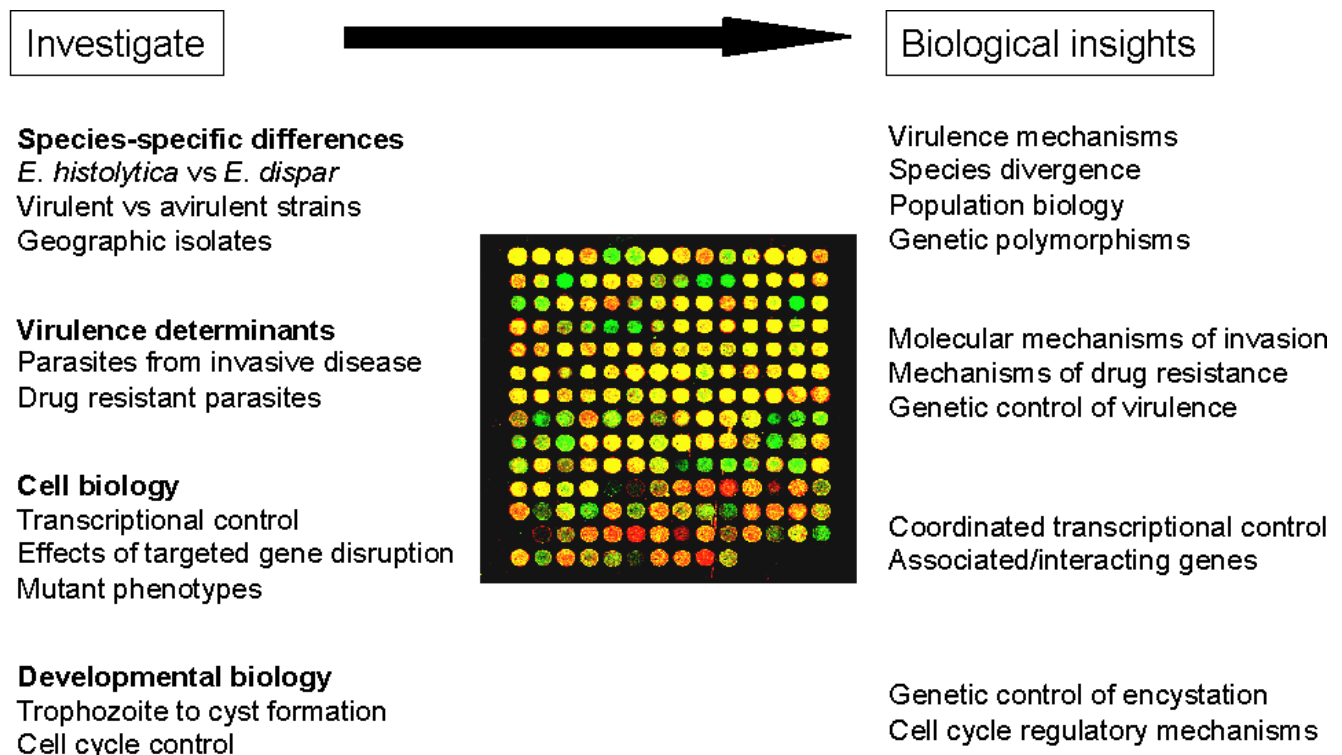 Investigate
Biological insights
Species-specific differences
E. histolytica vs E. dispar
Virulent vs avirulent strains
Geographic isolates
Virulence mechanisms
Species divergence
Population biology
Genetic polymorphisms
Virulence determinants
Parasites from invasive disease
Drug resistant parasites
Molecular mechanisms of invasion
Mechanisms of drug resistance
Genetic control of virulence
Cell biology
Transcriptional control
Effects of targeted gene disruption
Mutant phenotypes
Coordinated transcriptional control
Associated/interacting genes
Developmental biology
Trophozoite to cyst formation
Cell cycle control
Genetic control of encystation
Cell cycle regulatory mechanisms